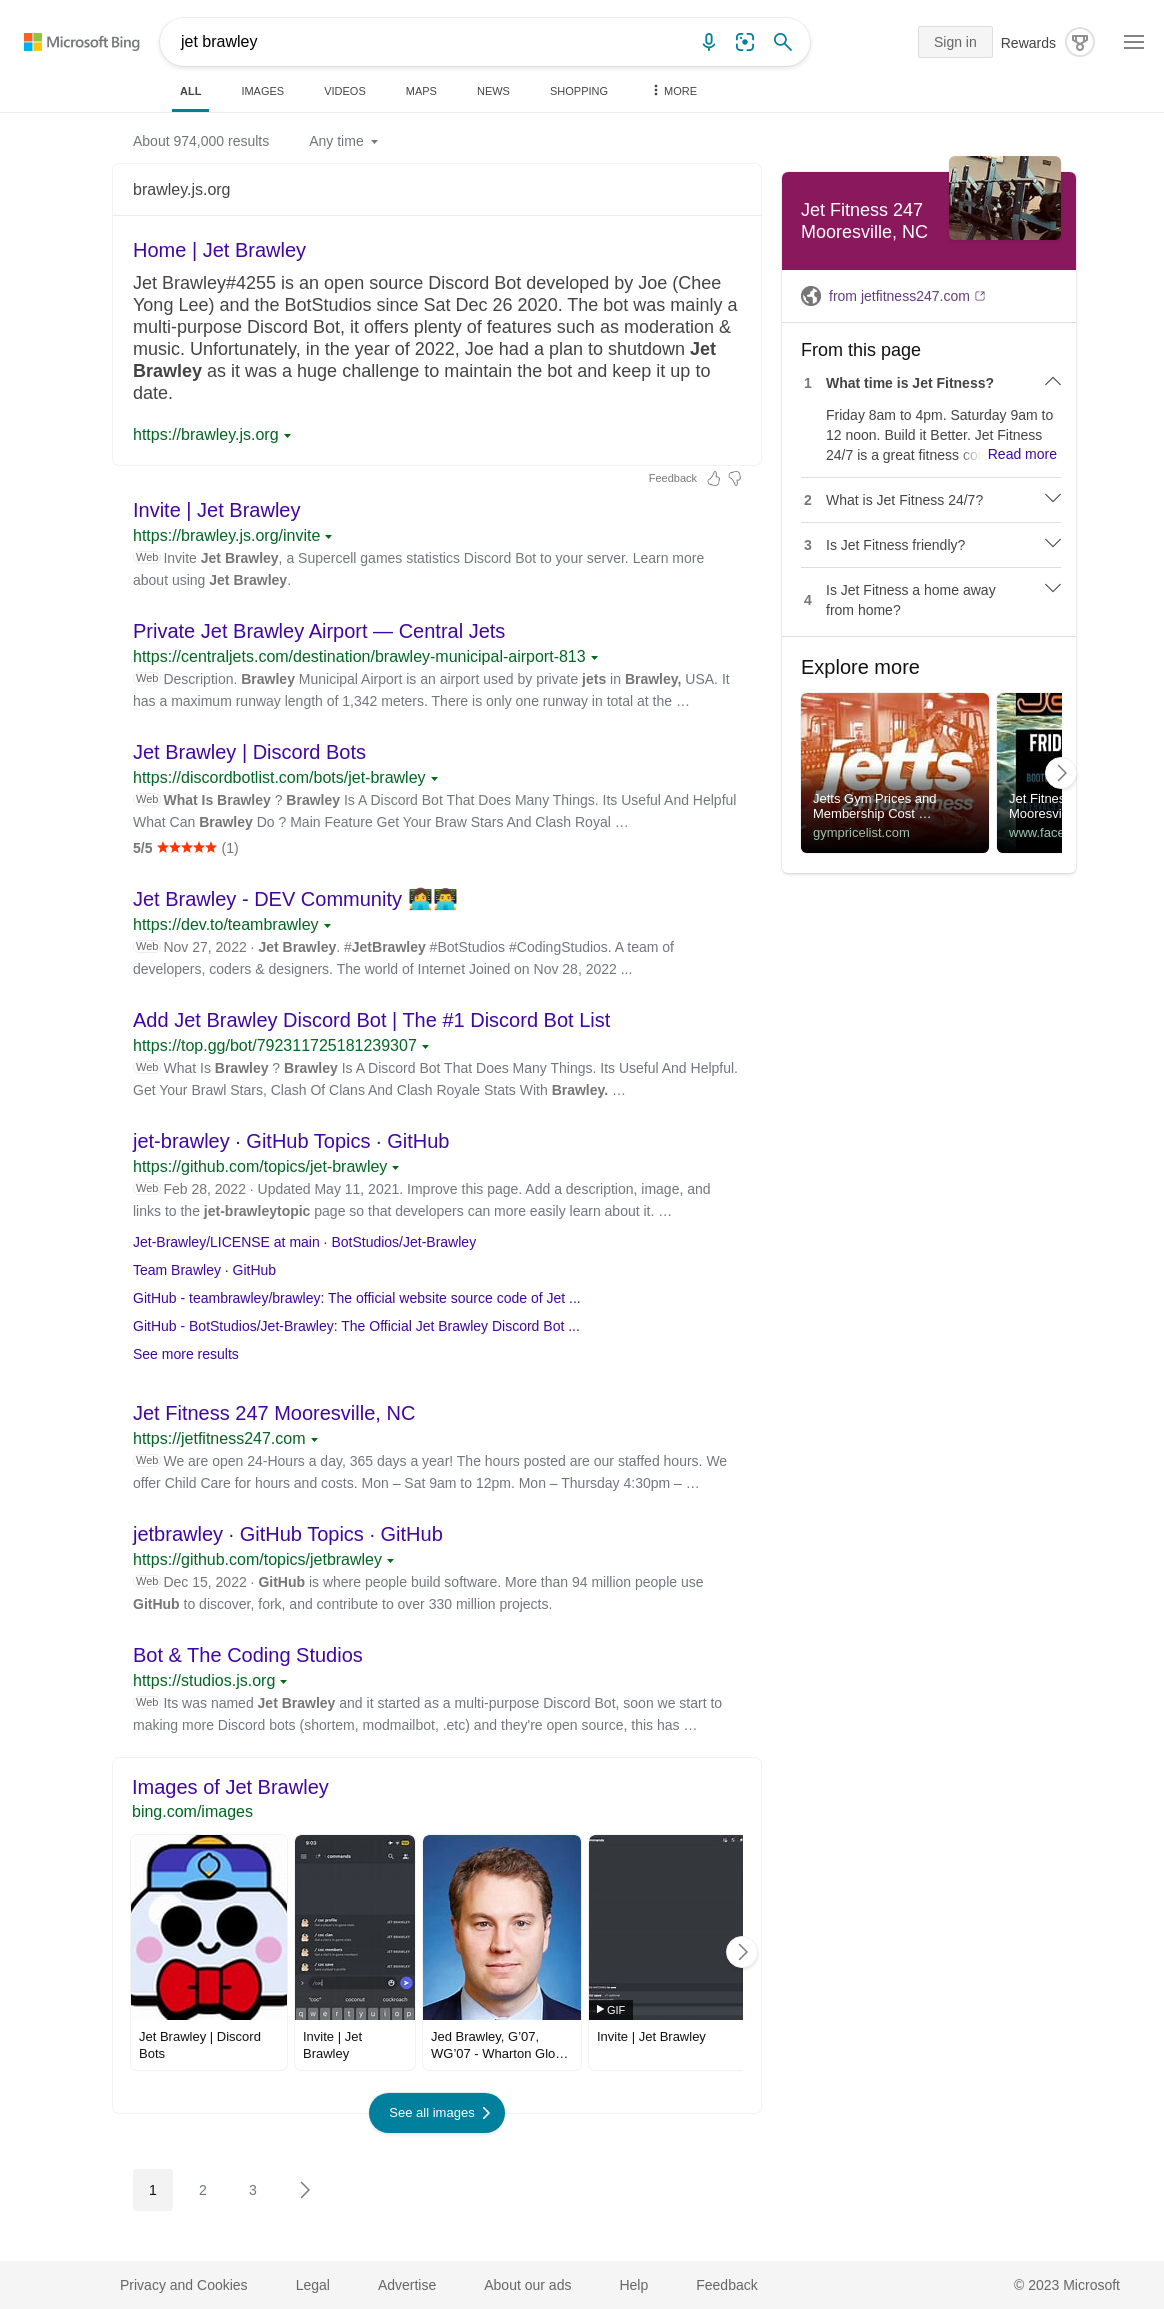 Microsoft Bing
jet brawley
Sign in
Rewards
ALL
IMAGES
VIDEOS
MAPS
NEWS
SHOPPING
MORE
About 974,000 results
Any time
brawley.js.org
Home | Jet Brawley
Jet Brawley#4255 is an open source Discord Bot developed by Joe (Chee
Yong Lee) and the BotStudios since Sat Dec 26 2020. The bot was mainly a
multi-purpose Discord Bot, it offers plenty of features such as moderation &
music. Unfortunately, in the year of 2022, Joe had a plan to shutdown Jet
Brawley as it was a huge challenge to maintain the bot and keep it up to
date.
https://brawley.js.org
Feedback
Invite | Jet Brawley
https://brawley.js.org/invite
Web Invite Jet Brawley, a Supercell games statistics Discord Bot to your server. Learn more
about using Jet Brawley.
Private Jet Brawley Airport — Central Jets
https://centraljets.com/destination/brawley-municipal-airport-813
Web Description. Brawley Municipal Airport is an airport used by private jets in Brawley, USA. It
has a maximum runway length of 1,342 meters. There is only one runway in total at the …
Jet Brawley | Discord Bots
https://discordbotlist.com/bots/jet-brawley
Web What Is Brawley ? Brawley Is A Discord Bot That Does Many Things. Its Useful And Helpful
What Can Brawley Do ? Main Feature Get Your Braw Stars And Clash Royal …
5/5 ★★★★★ (1)
Jet Brawley - DEV Community 👩‍💻👨‍💻
https://dev.to/teambrawley
Web Nov 27, 2022 · Jet Brawley. #JetBrawley #BotStudios #CodingStudios. A team of
developers, coders & designers. The world of Internet Joined on Nov 28, 2022 ...
Add Jet Brawley Discord Bot | The #1 Discord Bot List
https://top.gg/bot/792311725181239307
Web What Is Brawley ? Brawley Is A Discord Bot That Does Many Things. Its Useful And Helpful.
Get Your Brawl Stars, Clash Of Clans And Clash Royale Stats With Brawley. …
jet-brawley · GitHub Topics · GitHub
https://github.com/topics/jet-brawley
Web Feb 28, 2022 · Updated May 11, 2021. Improve this page. Add a description, image, and
links to the jet-brawleytopic page so that developers can more easily learn about it. …
Jet-Brawley/LICENSE at main · BotStudios/Jet-Brawley
Team Brawley · GitHub
GitHub - teambrawley/brawley: The official website source code of Jet ...
GitHub - BotStudios/Jet-Brawley: The Official Jet Brawley Discord Bot ...
See more results
Jet Fitness 247 Mooresville, NC
https://jetfitness247.com
Web We are open 24-Hours a day, 365 days a year! The hours posted are our staffed hours. We
offer Child Care for hours and costs. Mon – Sat 9am to 12pm. Mon – Thursday 4:30pm – …
jetbrawley · GitHub Topics · GitHub
https://github.com/topics/jetbrawley
Web Dec 15, 2022 · GitHub is where people build software. More than 94 million people use
GitHub to discover, fork, and contribute to over 330 million projects.
Bot & The Coding Studios
https://studios.js.org
Web Its was named Jet Brawley and it started as a multi-purpose Discord Bot, soon we start to
making more Discord bots (shortem, modmailbot, .etc) and they're open source, this has …
Images of Jet Brawley
bing.com/images
9:03
commands
/ coc profile
/ coc clan
/ coc members
/ coc save
JET BRAWLEY
JET BRAWLEY
JET BRAWLEY
JET BRAWLEY
/coc
"coc" coconut cockroach
q w e r t y u i o p
GIF
Jet Brawley | Discord
Bots
Invite | Jet
Brawley
Jed Brawley, G'07,
WG'07 - Wharton Glo…
Invite | Jet Brawley
See all images
1
2
3
Jet Fitness 247
Mooresville, NC
from jetfitness247.com
From this page
1 What time is Jet Fitness?
Friday 8am to 4pm. Saturday 9am to
12 noon. Build it Better. Jet Fitness
24/7 is a great fitness co Read more
2 What is Jet Fitness 24/7?
3 Is Jet Fitness friendly?
4 Is Jet Fitness a home away
from home?
Explore more
jetts
24 hour fitness
Jetts Gym Prices and
Membership Cost …
gympricelist.com
FRID
Jet Fitnes
Mooresvi
www.face
Privacy and Cookies
Legal
Advertise
About our ads
Help
Feedback
© 2023 Microsoft